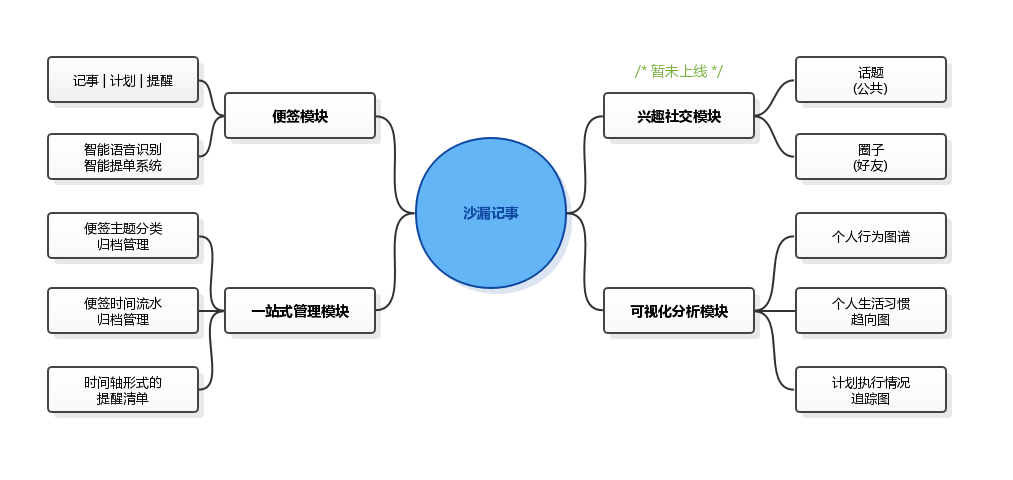 记事 | 计划 | 提醒
智能语音识别
智能提单系统
便签模块
便签主题分类
归档管理
便签时间流水
归档管理
时间轴形式的
提醒清单
一站式管理模块
沙漏记事
/* 暂未上线 */
兴趣社交模块
话题
(公共)
圈子
(好友)
可视化分析模块
个人行为图谱
个人生活习惯
趋向图
计划执行情况
追踪图